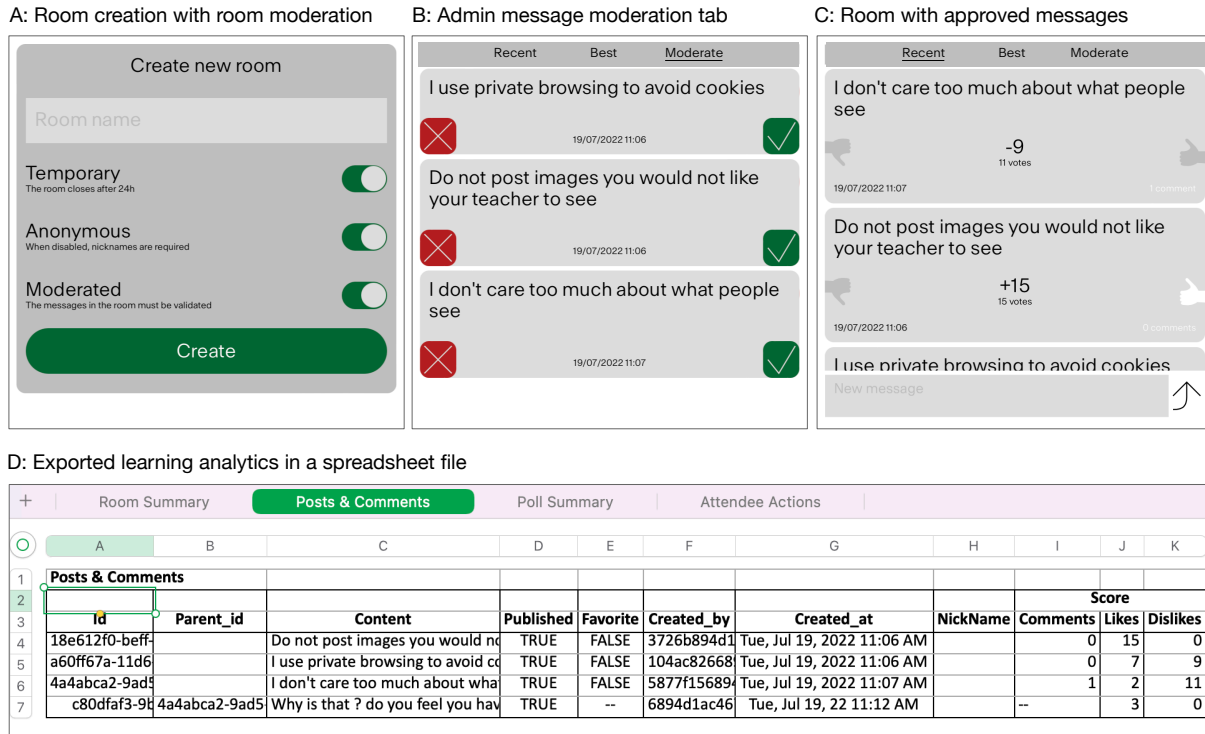 A: Room creation with room moderation
Create new room
Room name
Temporary
The room closes after 24h
Anonymous
When disabled, nicknames are required
Moderated
The messages in the room must be validated
Create
B: Admin message moderation tab
Recent Best Moderate
I use private browsing to avoid cookies
19/07/2022 11:06
Do not post images you would not like
your teacher to see
19/07/2022 11:06
I don't care too much about what people
see
19/07/2022 11:07
C: Room with approved messages
Recent Best Moderate
I don't care too much about what people
see
-9
11 votes
19/07/2022 11:07 1 comment
Do not post images you would not like
your teacher to see
+15
15 votes
19/07/2022 11:06 0 comments
I use private browsing to avoid cookies
New message
D: Exported learning analytics in a spreadsheet file
+ Room Summary Posts & Comments Poll Summary Attendee Actions
A B C D E F G H I J K
1 Posts & Comments
2 Score
3 Id Parent_id Content Published Favorite Created_by Created_at NickName Comments Likes Dislikes
4 18e612f0-beff- Do not post images you would no TRUE FALSE 3726b894d1 Tue, Jul 19, 2022 11:06 AM 0 15 0
5 a60ff67a-11d6 I use private browsing to avoid co TRUE FALSE 104ac82668 Tue, Jul 19, 2022 11:06 AM 0 7 9
6 4a4abca2-9ad5 I don't care too much about wha TRUE FALSE 5877f15689 Tue, Jul 19, 2022 11:07 AM 1 2 11
7 c80dfaf3-9b 4a4abca2-9ad5- Why is that ? do you feel you hav TRUE -- 6894d1ac46 Tue, Jul 19, 22 11:12 AM -- 3 0